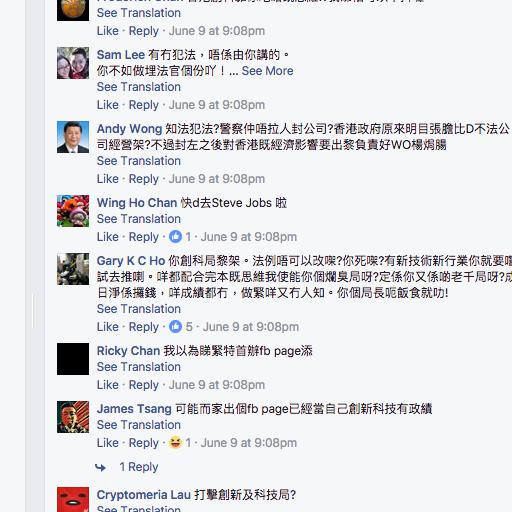 See Translation
Like · Reply · June 9 at 9:08pm
Sam Lee 有冇犯法，唔係由你講的。
你不如做埋法官個份吖！... See More
See Translation
Like · Reply · June 9 at 9:08pm
Andy Wong 知法犯法?警察仲唔拉人封公司?香港政府原來明目張膽比D不法公
司經營架?不過封左之後對香港既經濟影響要出黎負責好WO楊焗腸
See Translation
Like · Reply · June 9 at 9:08pm
Wing Ho Chan 快d去Steve Jobs 啦
See Translation
Like · Reply · 1 · June 9 at 9:08pm
Gary K C Ho 你創科局黎架。法例唔可以改㗎?你死㗎?有新技術新行業你就要嚐
試去推喇。咩都配合完本既思維我使能你個爛臭局呀?定係你又係啲老千局呀?成
日淨係攞錢，咩成績都冇，做緊咩又冇人知。你個局長呃飯食就叻!
See Translation
Like · Reply · 5 · June 9 at 9:08pm
Ricky Chan 我以為睇緊特首辦fb page添
See Translation
Like · Reply · June 9 at 9:08pm
James Tsang 可能而家出個fb page已經當自己創新科技有政績
See Translation
Like · Reply · 1 · June 9 at 9:08pm
1 Reply
Cryptomeria Lau 打擊創新及科技局?
See Translation